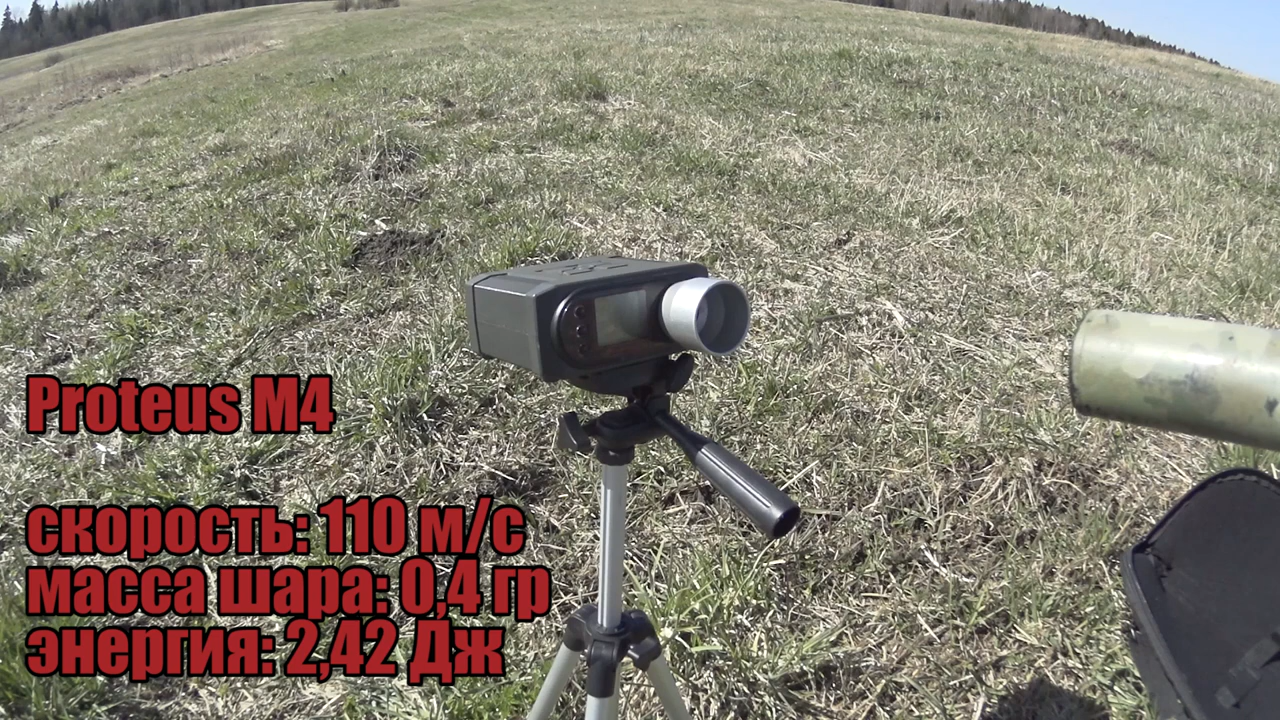 Proteus M4
скорость: 110 м/с
масса шара: 0,4 гр
энергия: 2,42 Дж